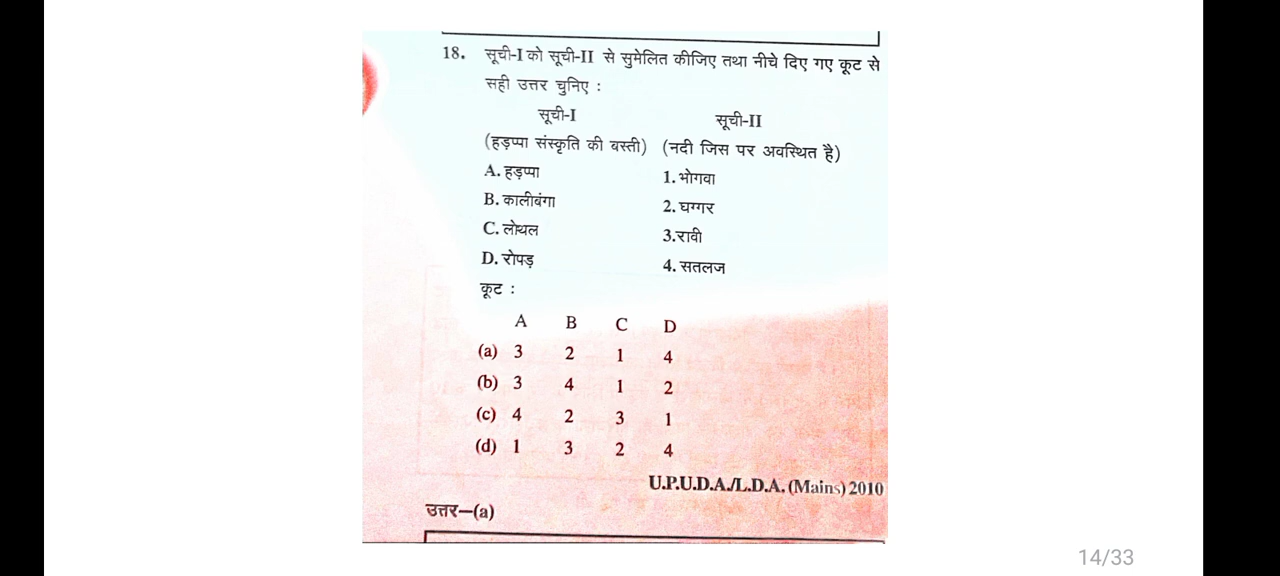 18. सूची-I को सूची-II से सुमेलित कीजिए तथा नीचे दिए गए कूट से
सही उत्तर चुनिए :
सूची-I सूची-II
(हड़प्पा संस्कृति की बस्ती) (नदी जिस पर अवस्थित है)
A. हड़प्पा 1. भोगवा
B. कालीबंगा 2. घग्गर
C. लोथल 3.रावी
D. रोपड़ 4. सतलज
कूट :
A B C D
(a) 3 2 1 4
(b) 3 4 1 2
(c) 4 2 3 1
(d) 1 3 2 4
U.P.U.D.A./L.D.A. (Mains) 2010
उत्तर—(a)
14/33